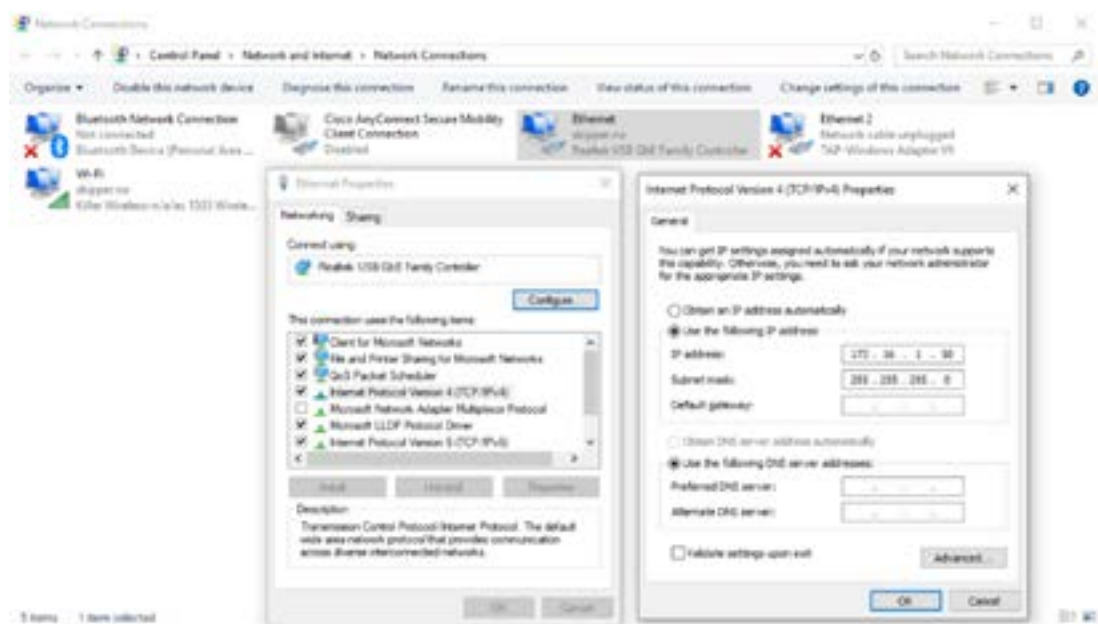 Network Connections
Control Panel › Network and Internet › Network Connections
Search Network Connections
Organize
Disable this network device
Diagnose this connection
Rename this connection
View status of this connection
Change settings of this connection
Bluetooth Network Connection
Not connected
Bluetooth Device (Personal Area ...
Cisco AnyConnect Secure Mobility
Client Connection
Disabled
Ethernet
Realtek USB GbE Family Controller
Ethernet 2
Network cable unplugged
TAP-Windows Adapter V9
Wi-Fi
Killer Wireless-n/a/ac 1535 Wirele...
Ethernet Properties
Networking
Sharing
Connect using:
Realtek USB GbE Family Controller
Configure...
This connection uses the following items:
Client for Microsoft Networks
File and Printer Sharing for Microsoft Networks
QoS Packet Scheduler
Internet Protocol Version 4 (TCP/IPv4)
Microsoft Network Adapter Multiplexor Protocol
Microsoft LLDP Protocol Driver
Internet Protocol Version 6 (TCP/IPv6)
Install...
Uninstall
Properties
Description
Transmission Control Protocol/Internet Protocol. The default
wide area network protocol that provides communication
across diverse interconnected networks.
OK
Cancel
Internet Protocol Version 4 (TCP/IPv4) Properties
General
You can get IP settings assigned automatically if your network supports
this capability. Otherwise, you need to ask your network administrator
for the appropriate IP settings.
Obtain an IP address automatically
Use the following IP address:
IP address:
Subnet mask:
255 . 255 . 255 . 0
Default gateway:
Obtain DNS server address automatically
Use the following DNS server addresses:
Preferred DNS server:
Alternate DNS server:
Validate settings upon exit
Advanced...
OK
Cancel
5 items
1 item selected